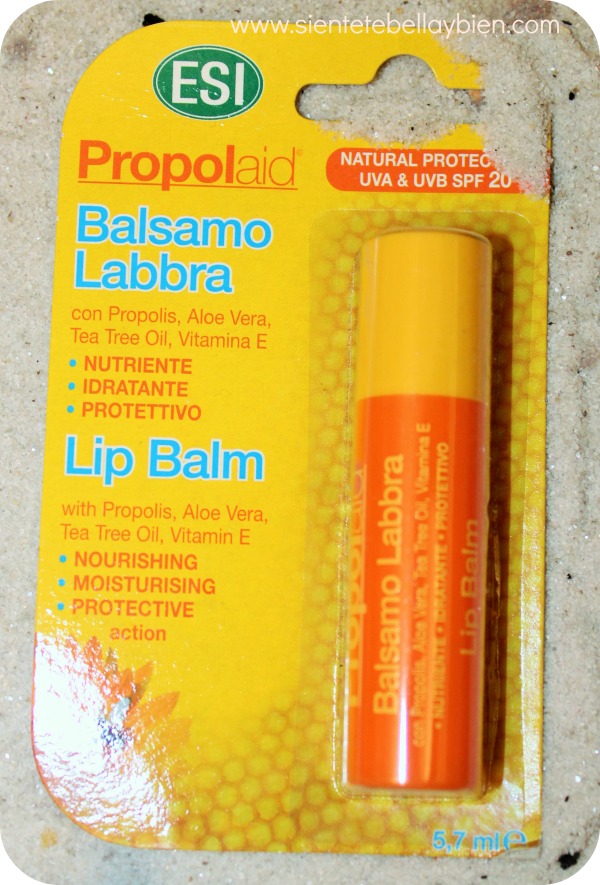 www.sientetebellaybien.com
ESI
Propolaid®
NATURAL PROTEC
UVA & UVB SPF 20
Balsamo
Labbra
con Propolis, Aloe Vera,
Tea Tree Oil, Vitamina E
• NUTRIENTE
• IDRATANTE
• PROTETTIVO
Lip Balm
with Propolis, Aloe Vera,
Tea Tree Oil, Vitamin E
• NOURISHING
• MOISTURISING
• PROTECTIVE
action
Propolaid
Balsamo Labbra
con Propolis, Aloe Vera, Tea Tree Oil, Vitamina E
• NUTRIENTE • IDRATANTE • PROTETTIVO
Lip Balm
5,7 ml ℮